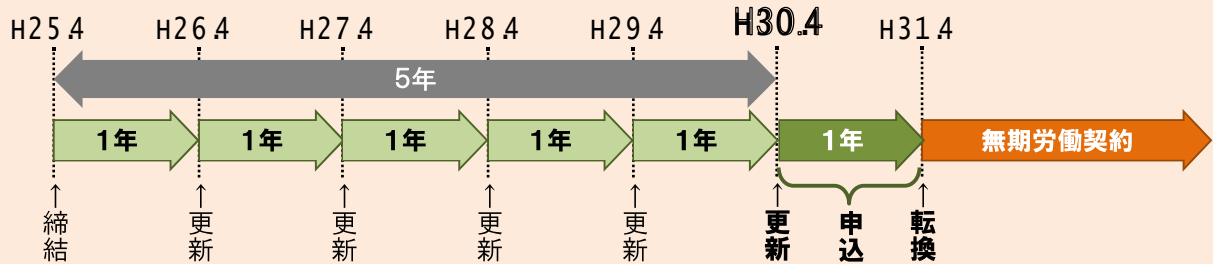 H25.4 H26.4 H27.4 H28.4 H29.4 H30.4 H31.4
5年
1年 1年 1年 1年 1年 1年 無期労働契約
↑締結 ↑更新 ↑更新 ↑更新 ↑更新 ↑更新 申込 ↑転換